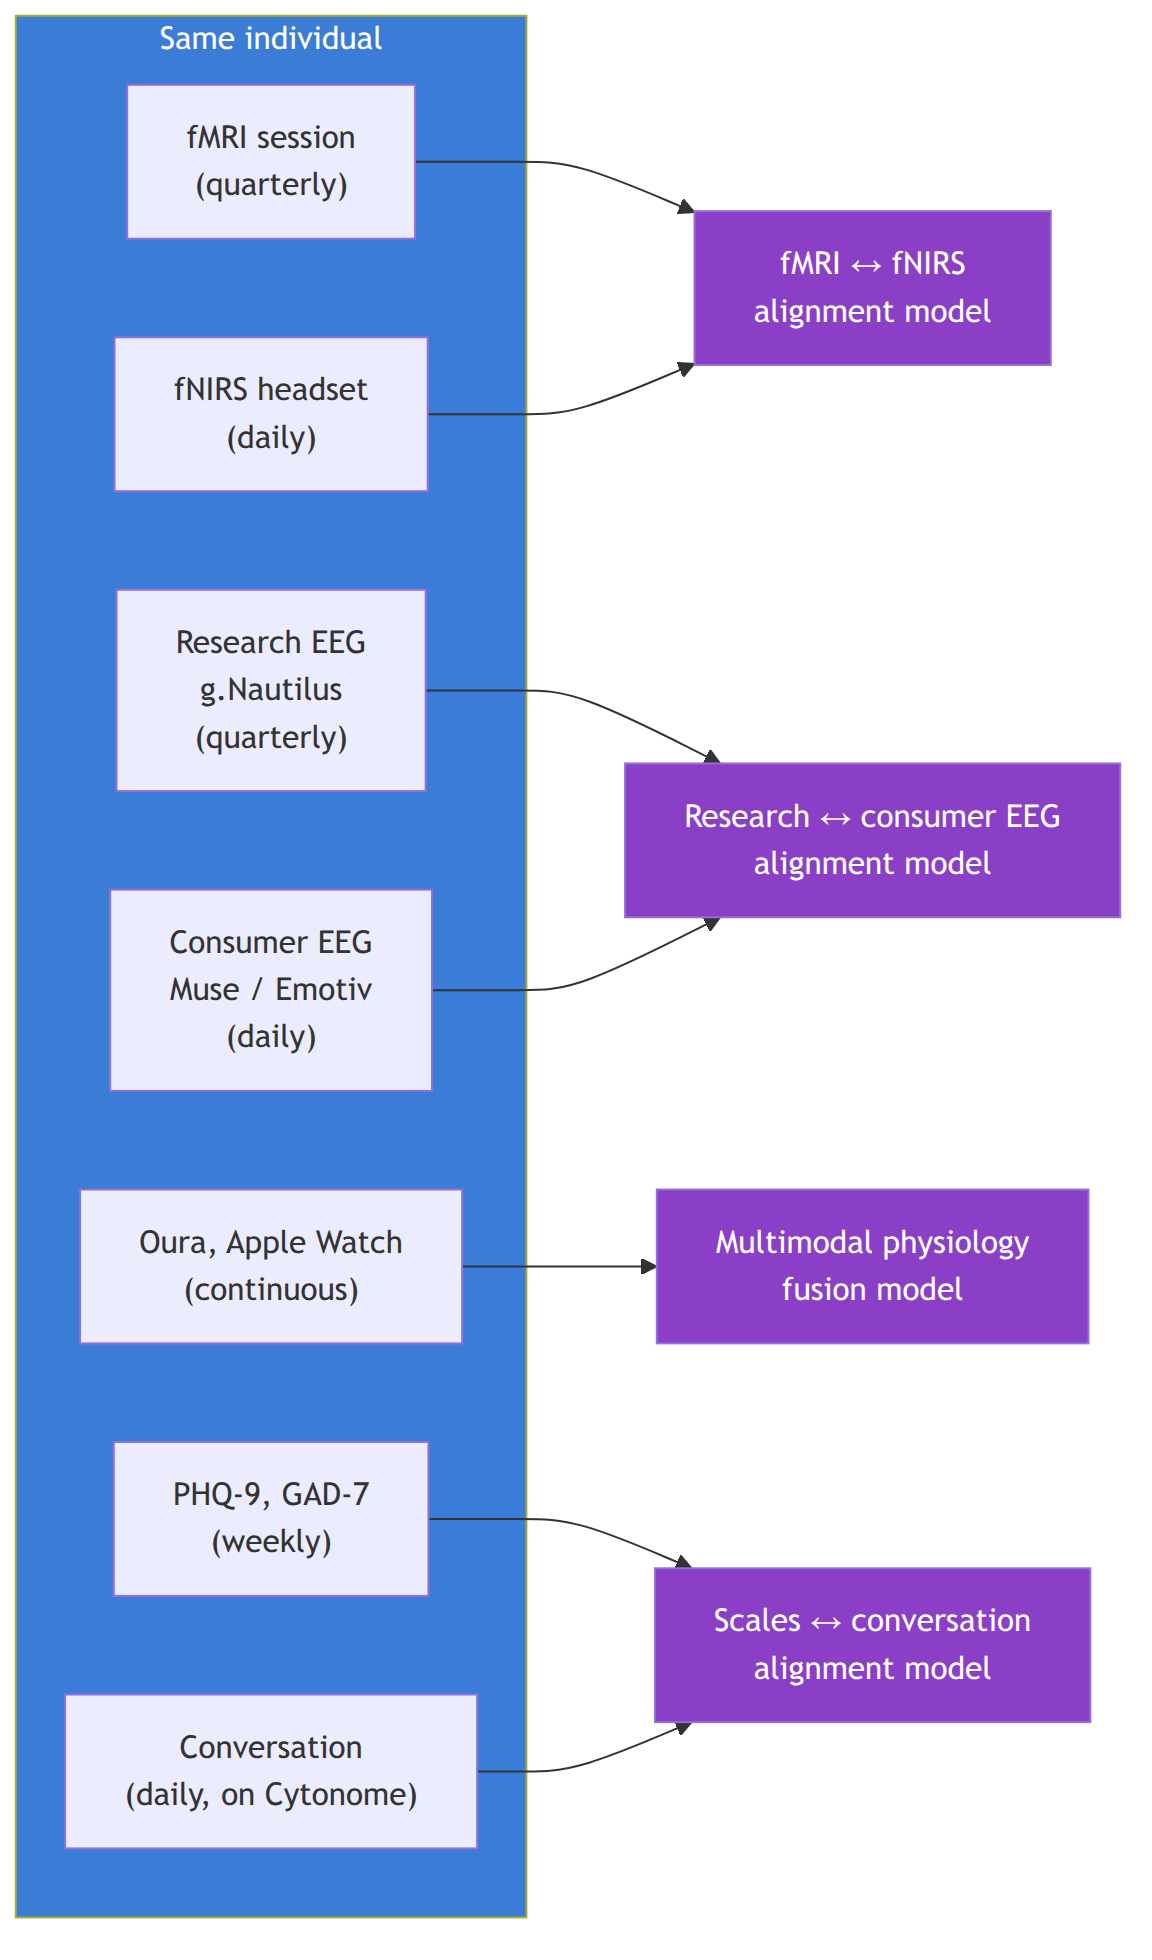 Same individual
fMRI session
(quarterly)
fMRI ↔ fNIRS
alignment model
fNIRS headset
(daily)
Research EEG
g.Nautilus
(quarterly)
Research ↔ consumer EEG
alignment model
Consumer EEG
Muse / Emotiv
(daily)
Oura, Apple Watch
(continuous)
Multimodal physiology
fusion model
PHQ-9, GAD-7
(weekly)
Scales ↔ conversation
alignment model
Conversation
(daily, on Cytonome)